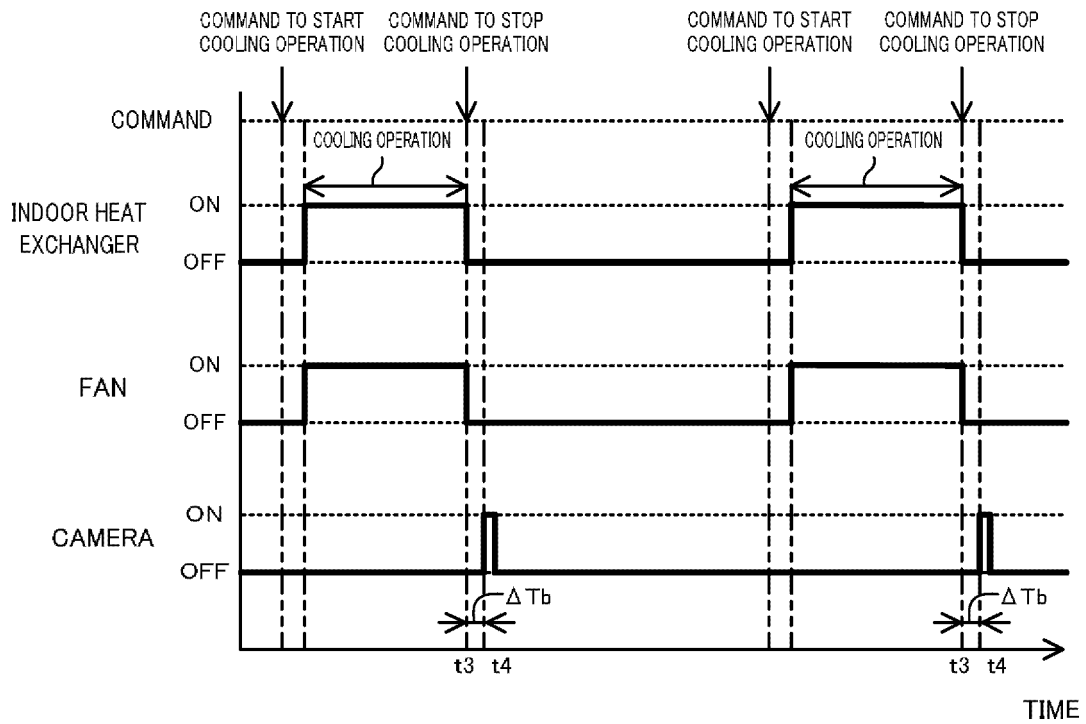 COMMAND TO START
COOLING OPERATION
COMMAND TO STOP
COOLING OPERATION
COMMAND TO START
COOLING OPERATION
COMMAND TO STOP
COOLING OPERATION
COMMAND
COOLING OPERATION
COOLING OPERATION
INDOOR HEAT
EXCHANGER
ON
OFF
FAN
ON
OFF
CAMERA
ON
OFF
ΔTb
ΔTb
t3 t4
t3 t4
TIME